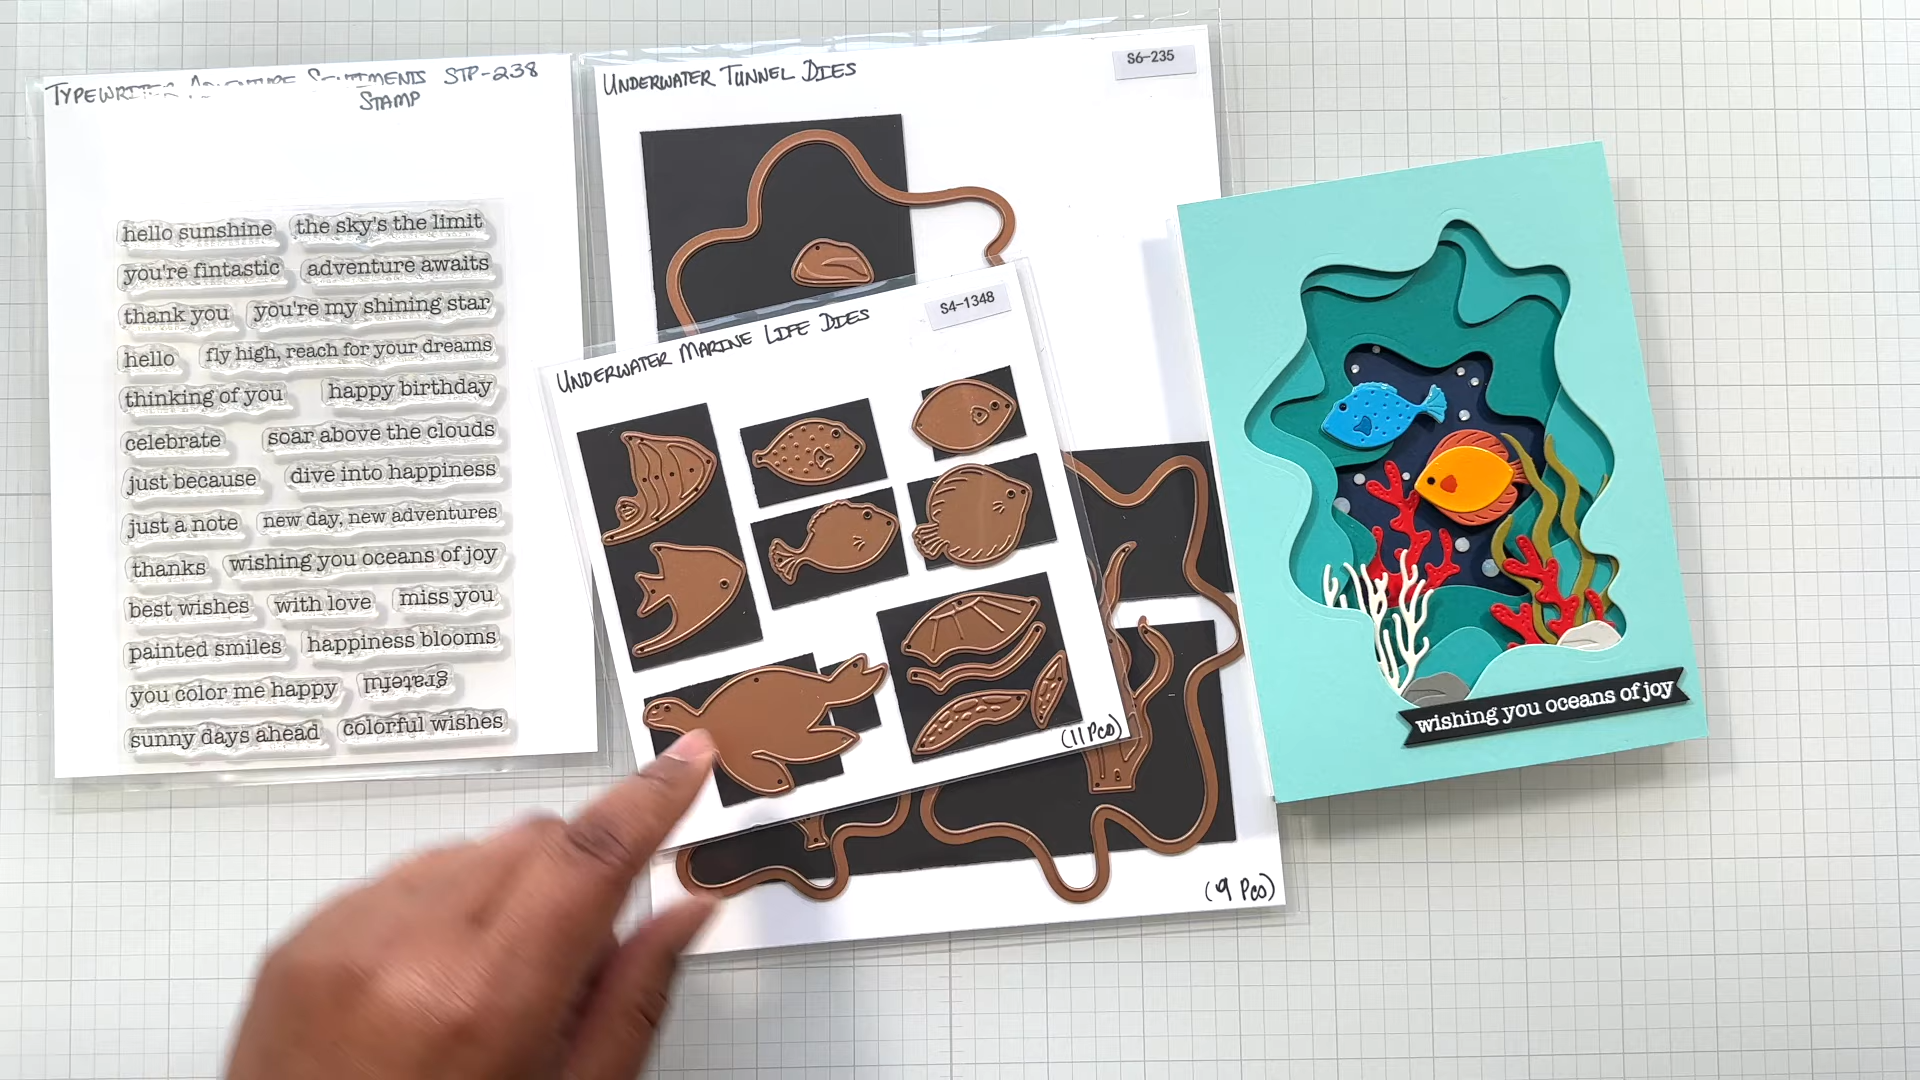 TYPEWRITER ADVENTURE SENTIMENTS STP-238
STAMP
hello sunshine
the sky's the limit
you're fintastic
adventure awaits
thank you
you're my shining star
hello
fly high, reach for your dreams
thinking of you
happy birthday
celebrate
soar above the clouds
just because
dive into happiness
just a note
new day, new adventures
thanks
wishing you oceans of joy
best wishes
with love
miss you
painted smiles
happiness blooms
you color me happy
grateful
sunny days ahead
colorful wishes
UNDERWATER TUNNEL DIES
S6-235
(9 PCS)
UNDERWATER MARINE LIFE DIES
S4-1348
(11 PCS)
wishing you oceans of joy